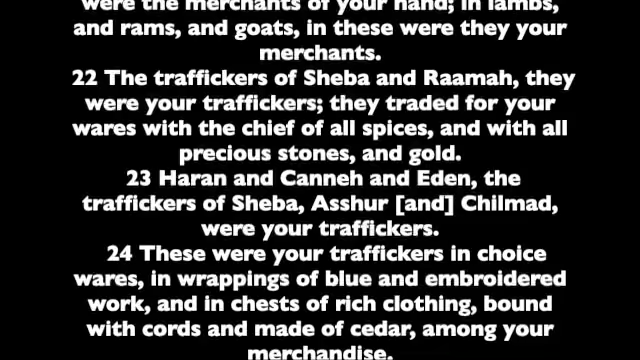 were the merchants of your hand; in lambs,
and rams, and goats, in these were they your
merchants.
22 The traffickers of Sheba and Raamah, they
were your traffickers; they traded for your
wares with the chief of all spices, and with all
precious stones, and gold.
23 Haran and Canneh and Eden, the
traffickers of Sheba, Asshur [and] Chilmad,
were your traffickers.
24 These were your traffickers in choice
wares, in wrappings of blue and embroidered
work, and in chests of rich clothing, bound
with cords and made of cedar, among your
merchandise.